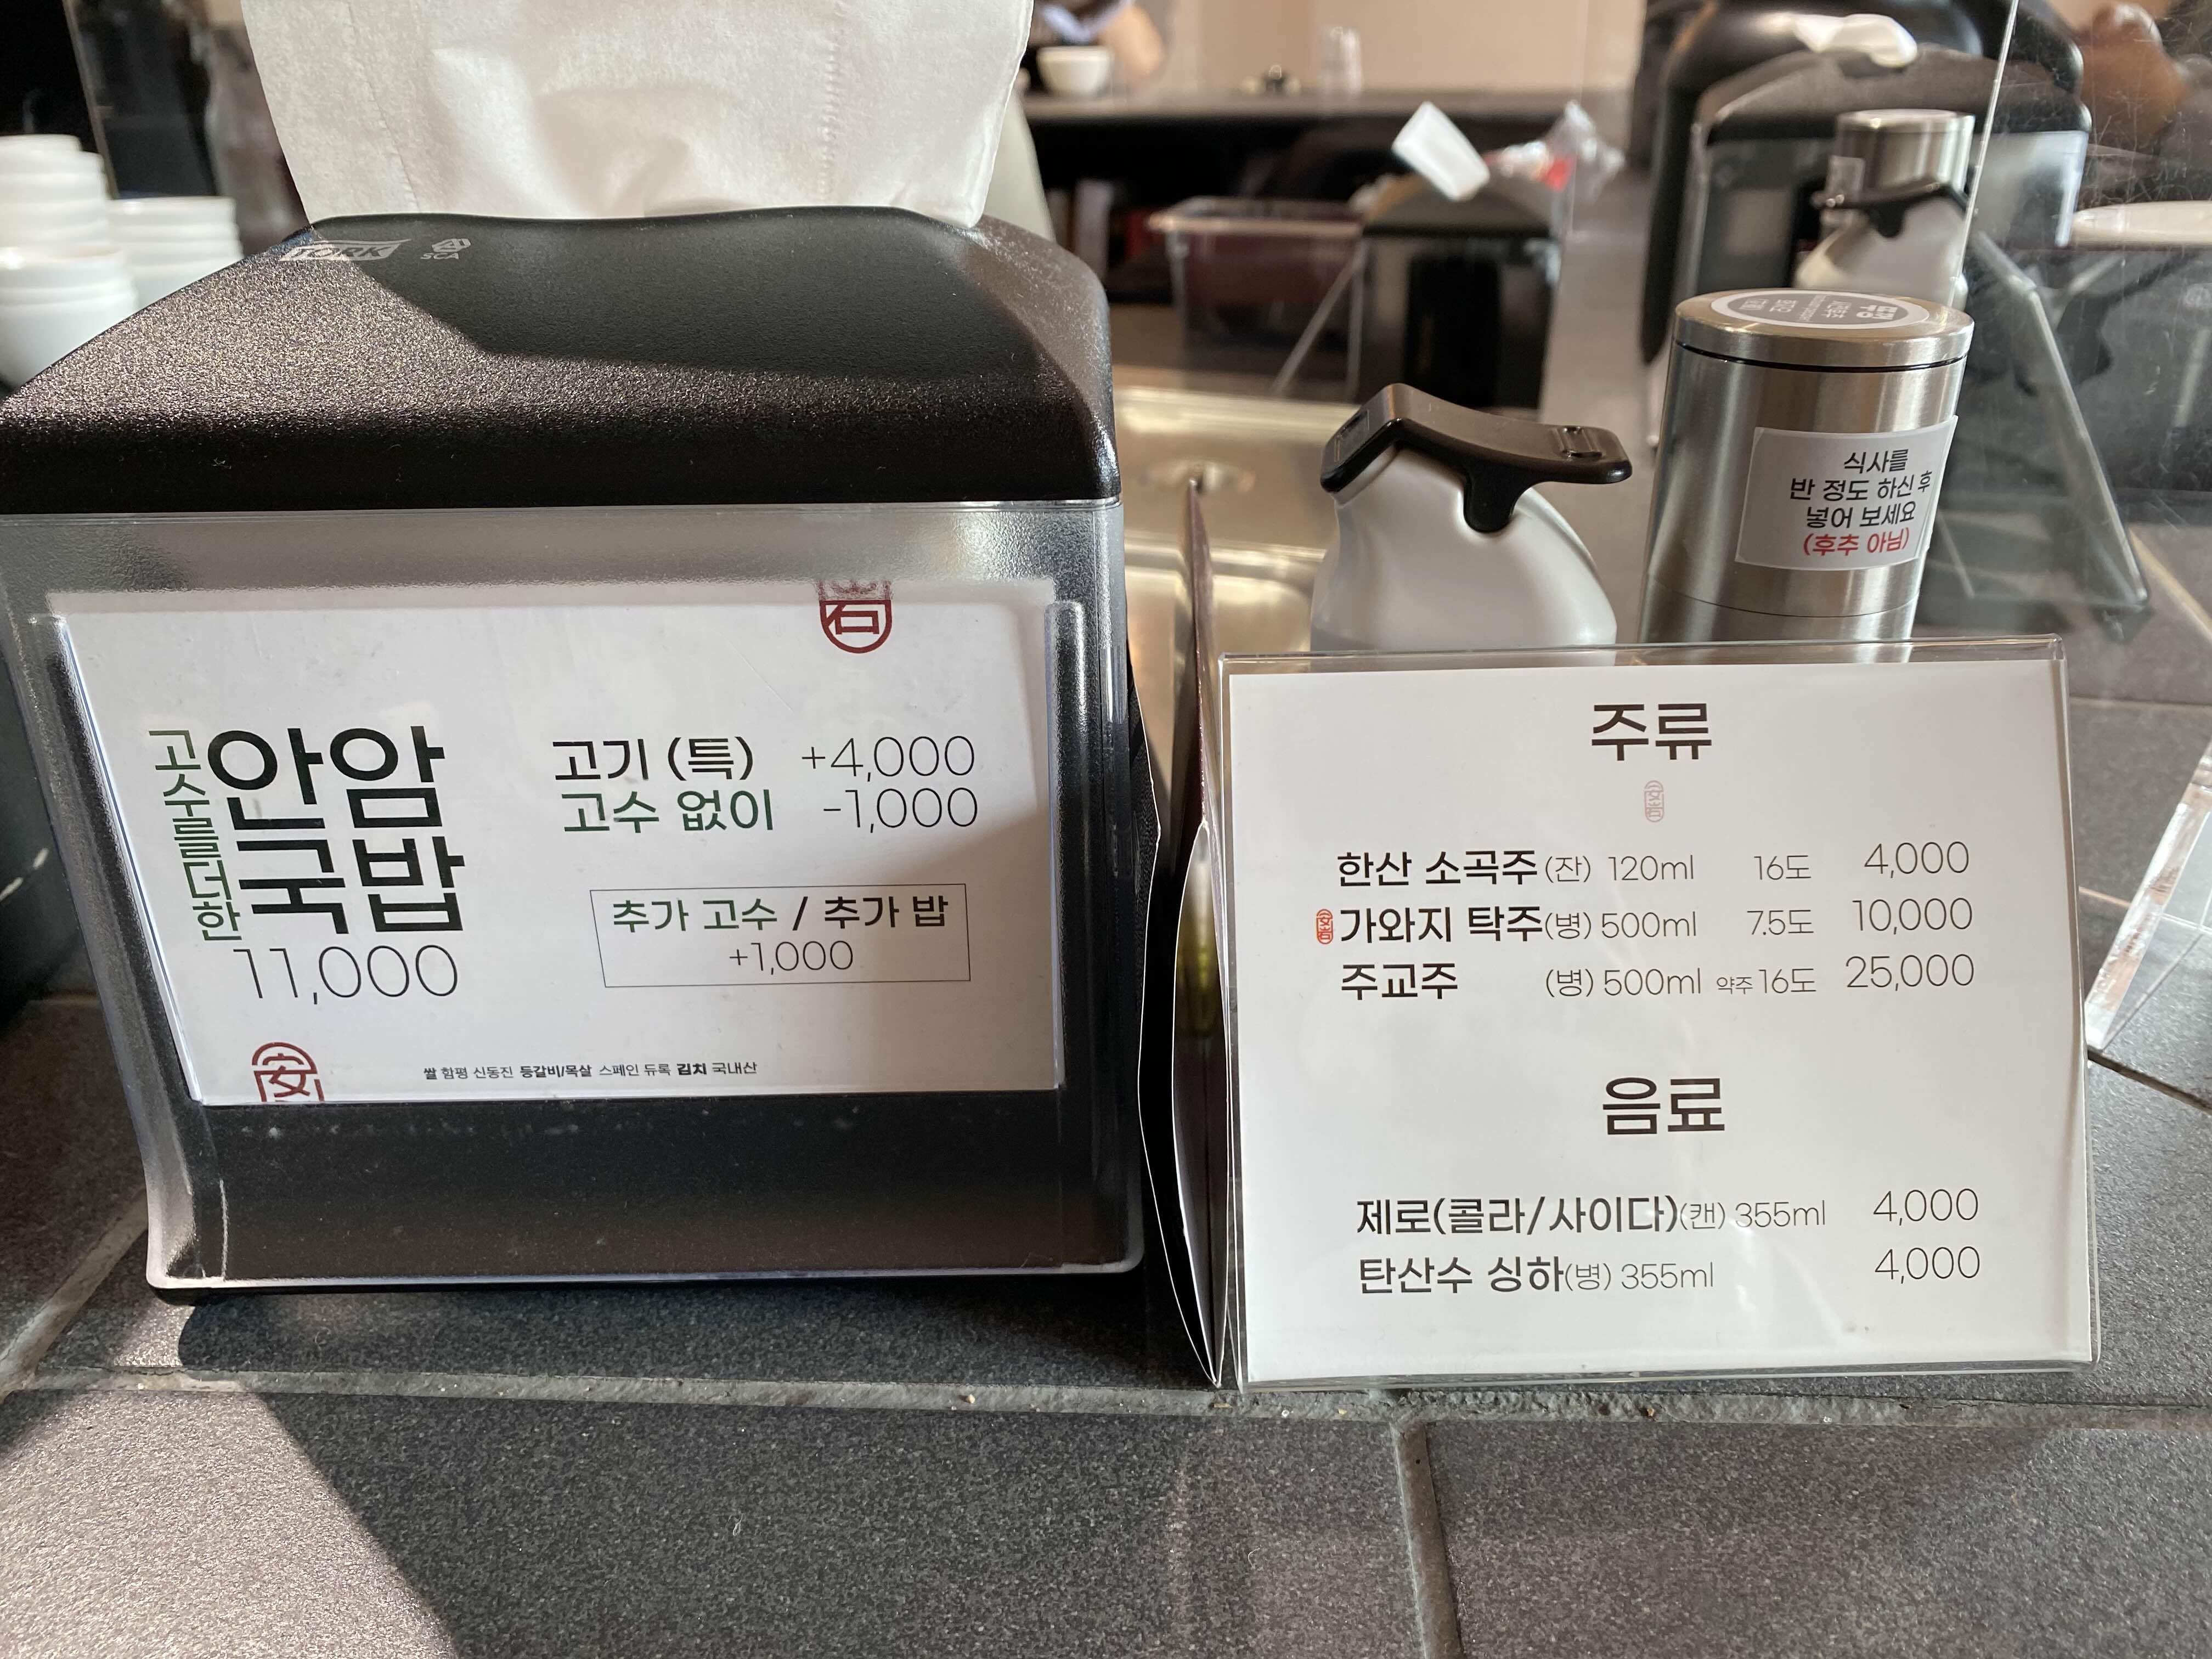 TORK
SCA
石
고수를더한
안암
국밥
11,000
고기 (특) +4,000
고수 없이 -1,000
추가 고수 / 추가 밥
+1,000
安
쌀 함평 신동진 등갈비/목살 스페인 듀록 김치 국내산
식사를
반 정도 하신 후
넣어 보세요
(후추 아님)
주류
安岩
한산 소곡주 (잔) 120ml 16도 4,000
安岩 가와지 탁주 (병) 500ml 7.5도 10,000
주교주 (병) 500ml 약주 16도 25,000
음료
제로(콜라/사이다)(캔) 355ml 4,000
탄산수 싱하(병) 355ml 4,000